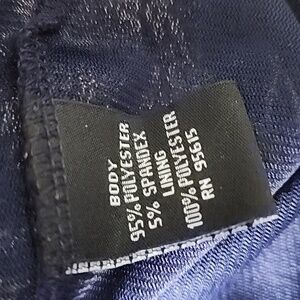 BODY
95% POLYESTER
5% SPANDEX
LINING
100% POLYESTER
RN 95615